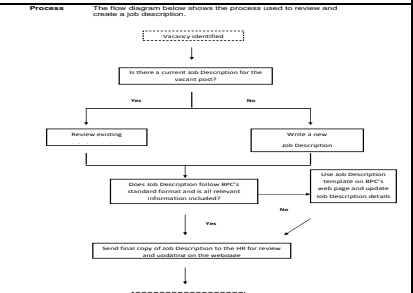 Process The flow diagram below shows the process used to review and
create a job description.
Vacancy identified
Is there a current Job Description for the
vacant post?
Yes No
Review existing
Write a new
Job Description
Does Job Description follow BPC's
standard format and is all relevant
information included?
Use Job Description
template on BPC's
web page and update
Job Description details
No
Yes
Send final copy of Job Description to the HR for review
and updating on the webpage